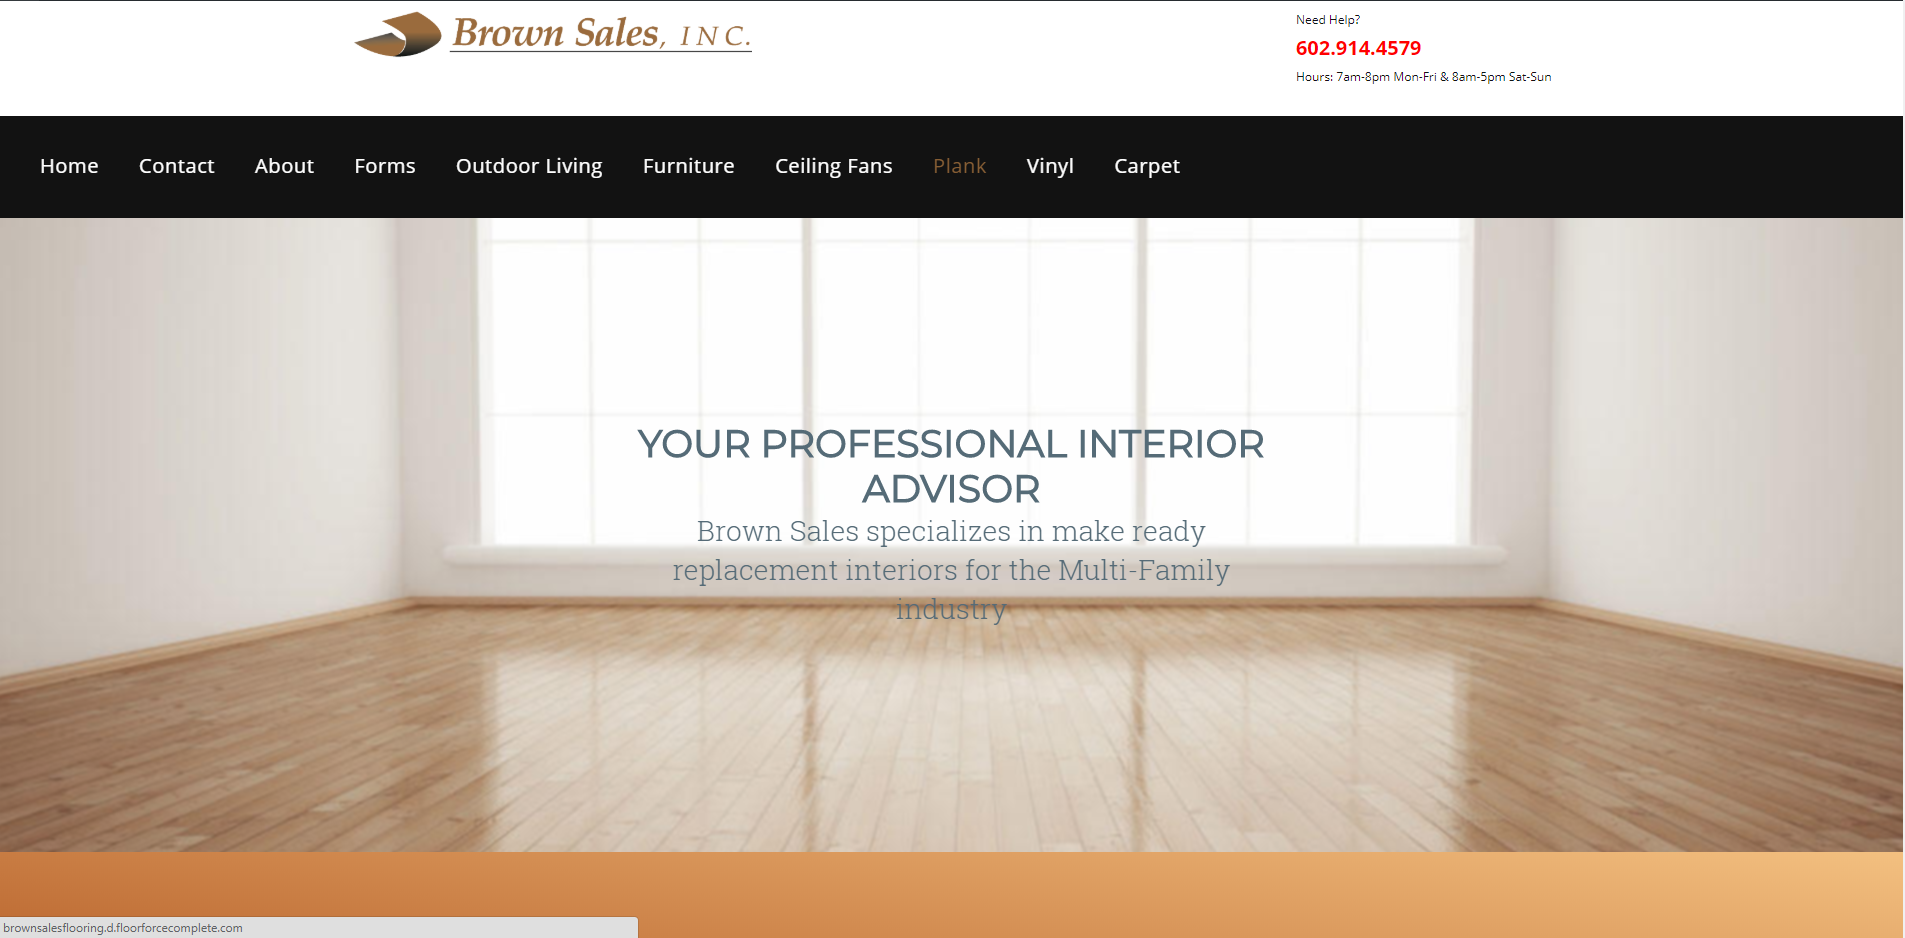 Brown Sales, INC.
Need Help?
602.914.4579
Hours: 7am-8pm Mon-Fri & 8am-5pm Sat-Sun
Home Contact About Forms Outdoor Living Furniture Ceiling Fans Plank Vinyl Carpet
YOUR PROFESSIONAL INTERIOR
ADVISOR
Brown Sales specializes in make ready
replacement interiors for the Multi-Family
industry
brownsalesflooring.d.floorforcecomplete.com